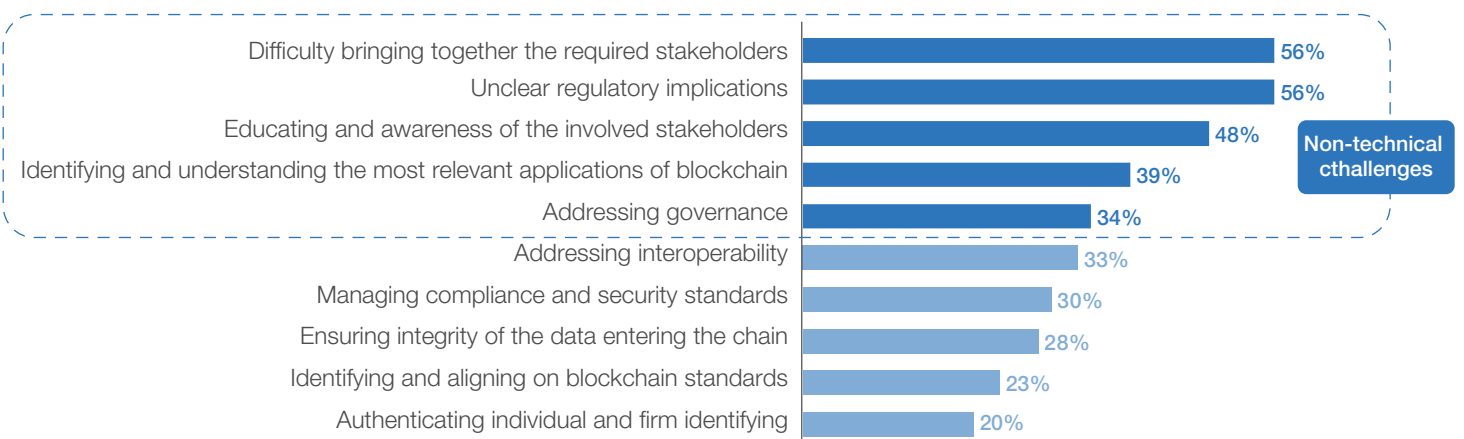 Difficulty bringing together the required stakeholders
56%
Unclear regulatory implications
56%
Educating and awareness of the involved stakeholders
48%
Identifying and understanding the most relevant applications of blockchain
39%
Addressing governance
34%
Non-technical
cthallenges
Addressing interoperability
33%
Managing compliance and security standards
30%
Ensuring integrity of the data entering the chain
28%
Identifying and aligning on blockchain standards
23%
Authenticating individual and firm identifying
20%